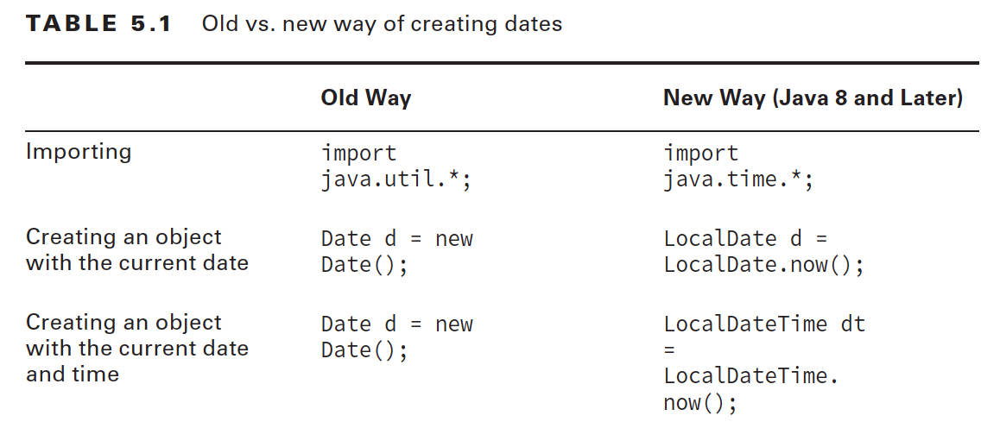 TABLE 5.1 Old vs. new way of creating dates
Old Way New Way (Java 8 and Later)
Importing import import
java.util.*; java.time.*;
Creating an object Date d = new LocalDate d =
with the current date Date(); LocalDate.now();
Creating an object Date d = new LocalDateTime dt
with the current date Date(); =
and time LocalDateTime.
now();